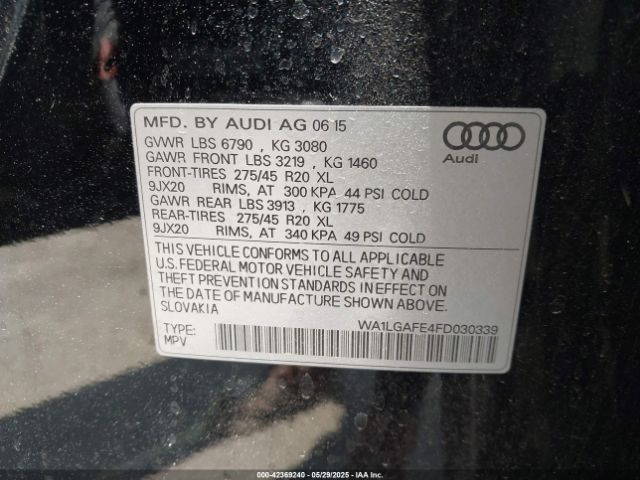 MFD. BY AUDI AG 06 15
GVWR LBS 6790 , KG 3080
GAWR FRONT LBS 3219 , KG 1460
FRONT-TIRES 275/45 R20 XL
9JX20 RIMS, AT 300 KPA 44 PSI COLD
GAWR REAR LBS 3913 , KG 1775
REAR-TIRES 275/45 R20 XL
9JX20 RIMS, AT 340 KPA 49 PSI COLD
Audi
THIS VEHICLE CONFORMS TO ALL APPLICABLE
U.S. FEDERAL MOTOR VEHICLE SAFETY AND
THEFT PREVENTION STANDARDS IN EFFECT ON
THE DATE OF MANUFACTURE SHOWN ABOVE.
SLOVAKIA
TYPE: WA1LGAFE4FD030339
MPV
000-42369240 - 05/29/2025 - IAA Inc.